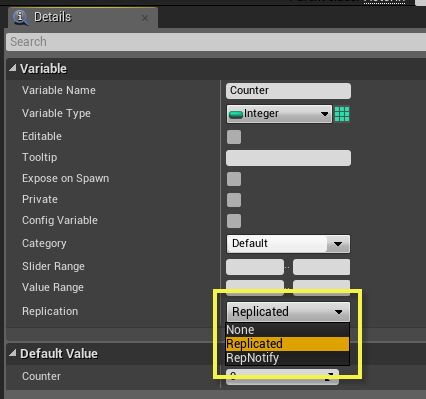 Details
Search
Variable
Variable Name Counter
Variable Type Integer
Editable
Tooltip
Expose on Spawn
Private
Config Variable
Category Default
Slider Range ..
Value Range ..
Replication Replicated
None
Replicated
RepNotify
Default Value
Counter